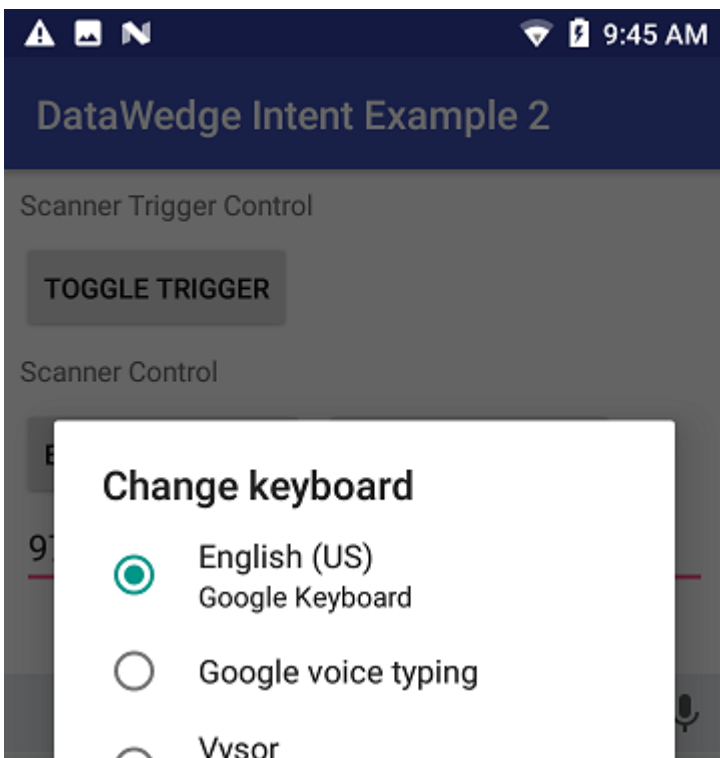 9:45 AM
DataWedge Intent Example 2
Scanner Trigger Control
TOGGLE TRIGGER
Scanner Control
Change keyboard
English (US)
Google Keyboard
Google voice typing
Vysor